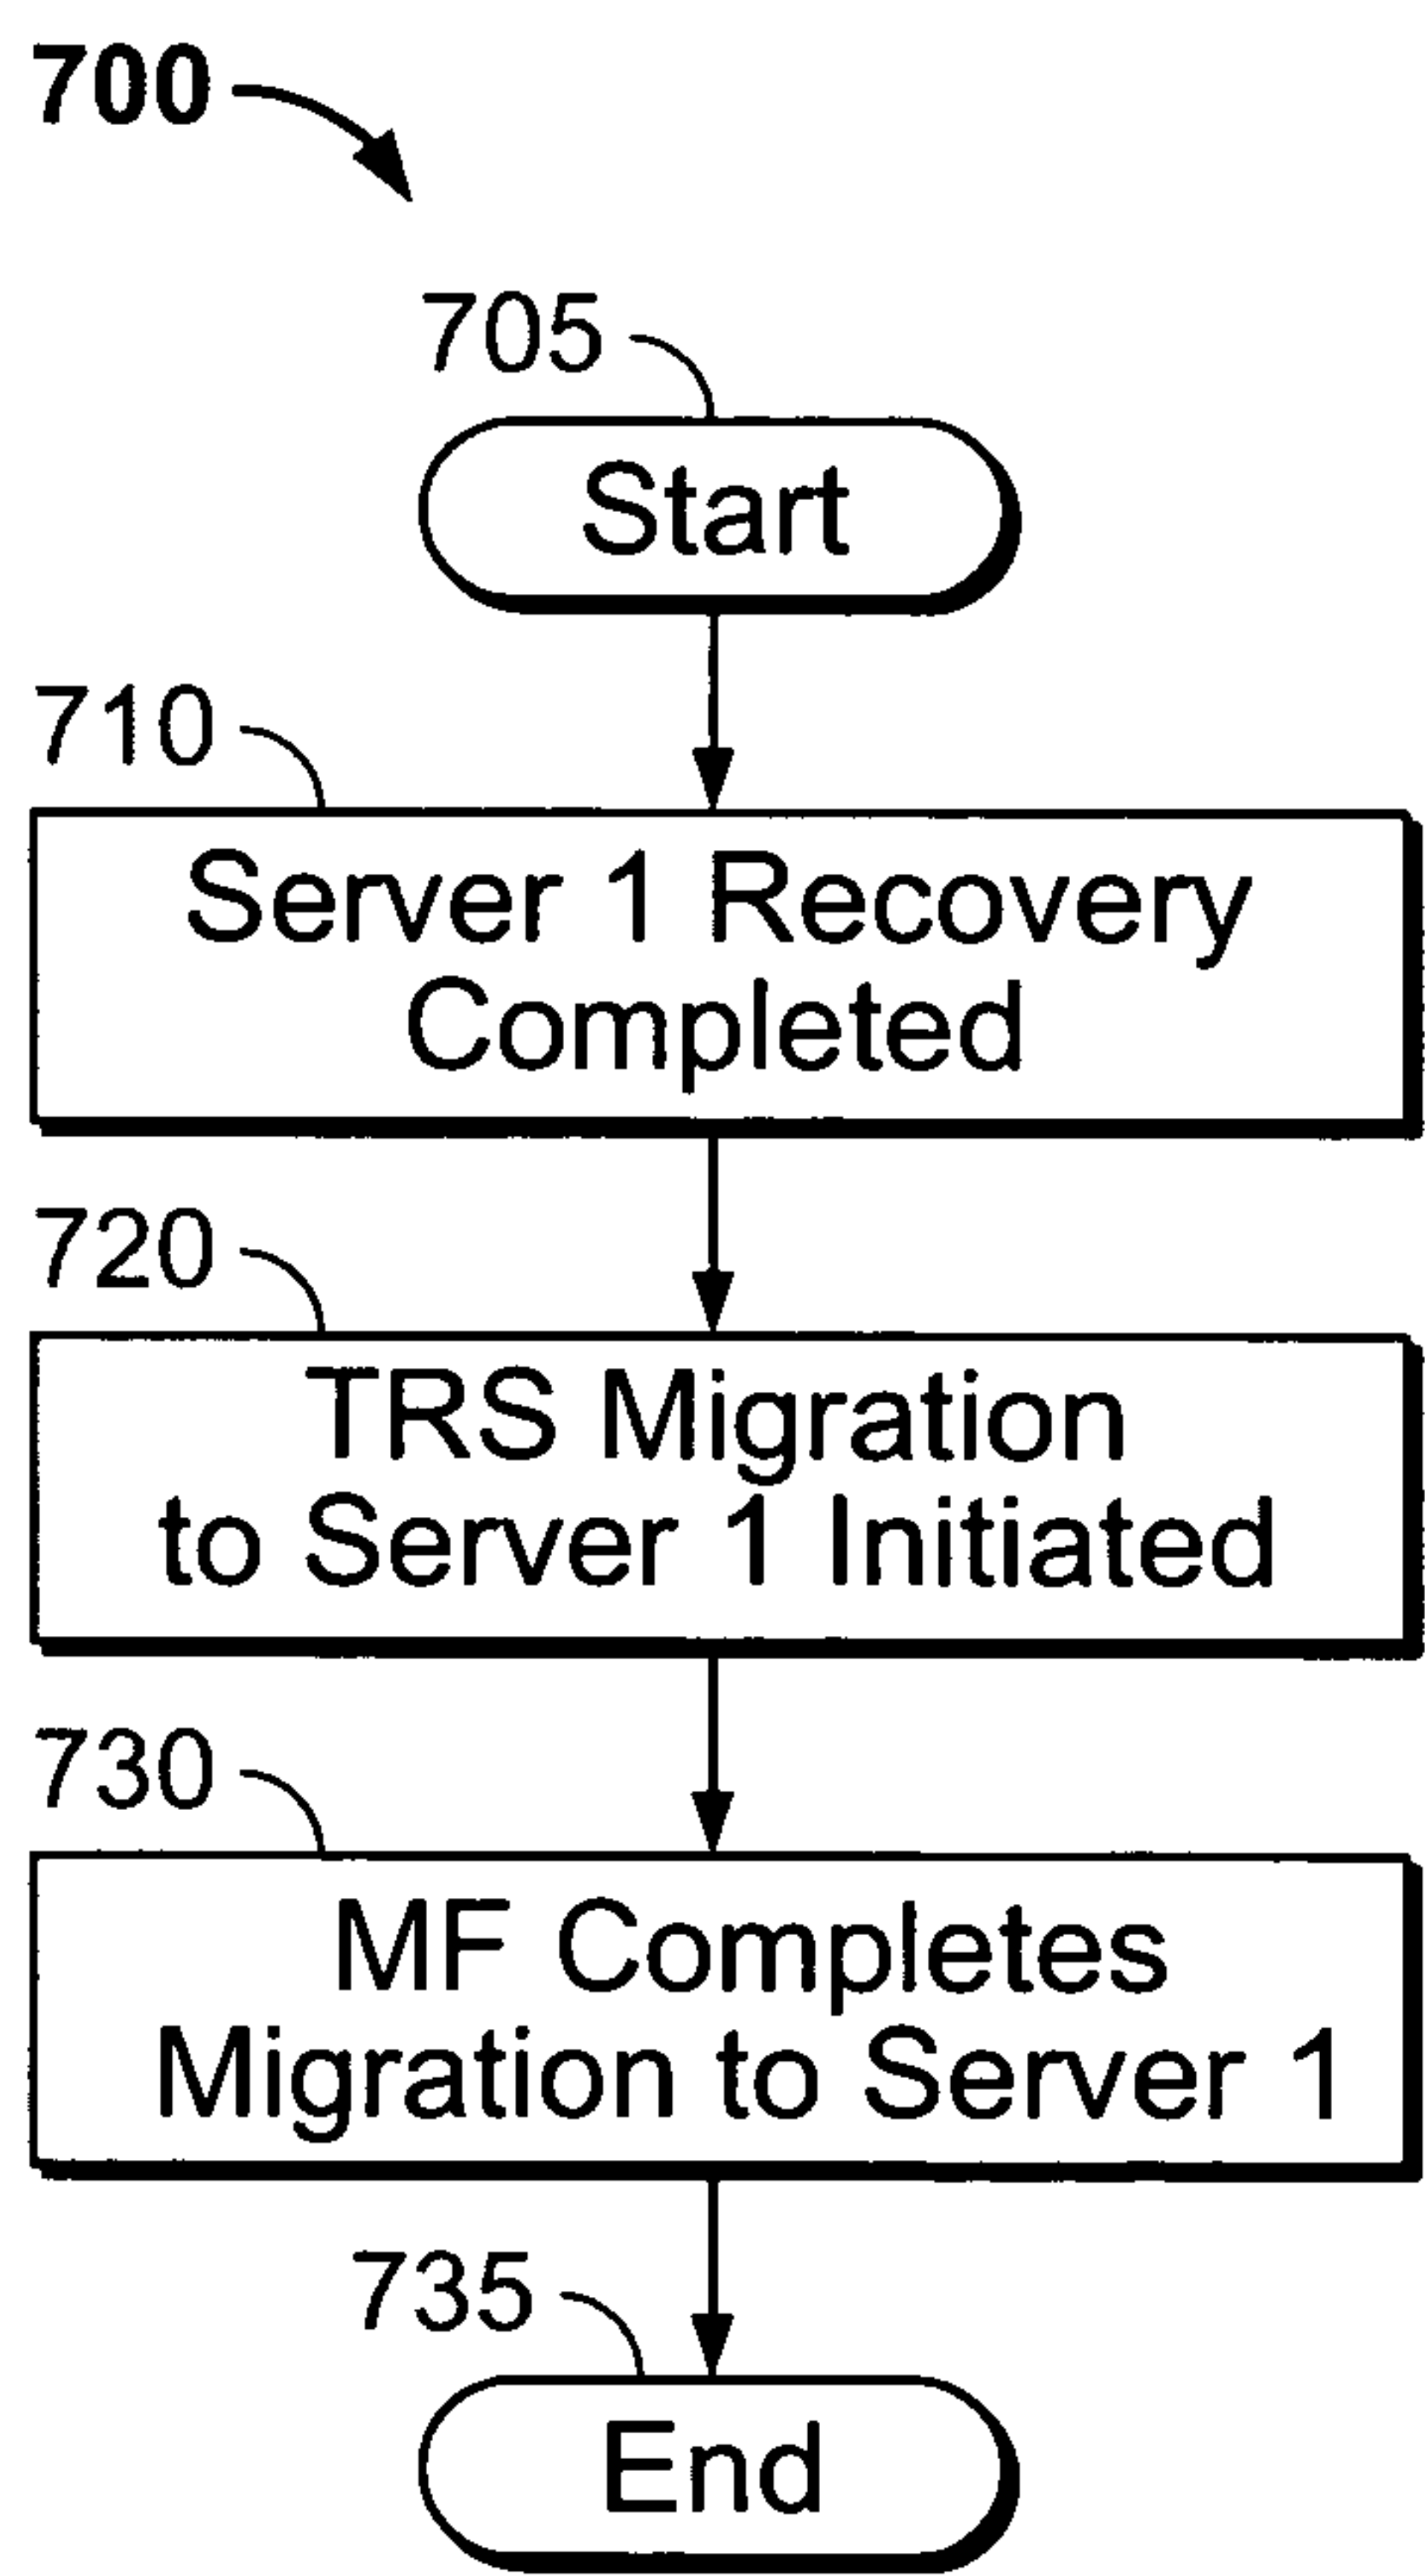 700
705
Start
710
Server 1 Recovery
Completed
720
TRS Migration
to Server 1 Initiated
730
MF Completes
Migration to Server 1
735
End